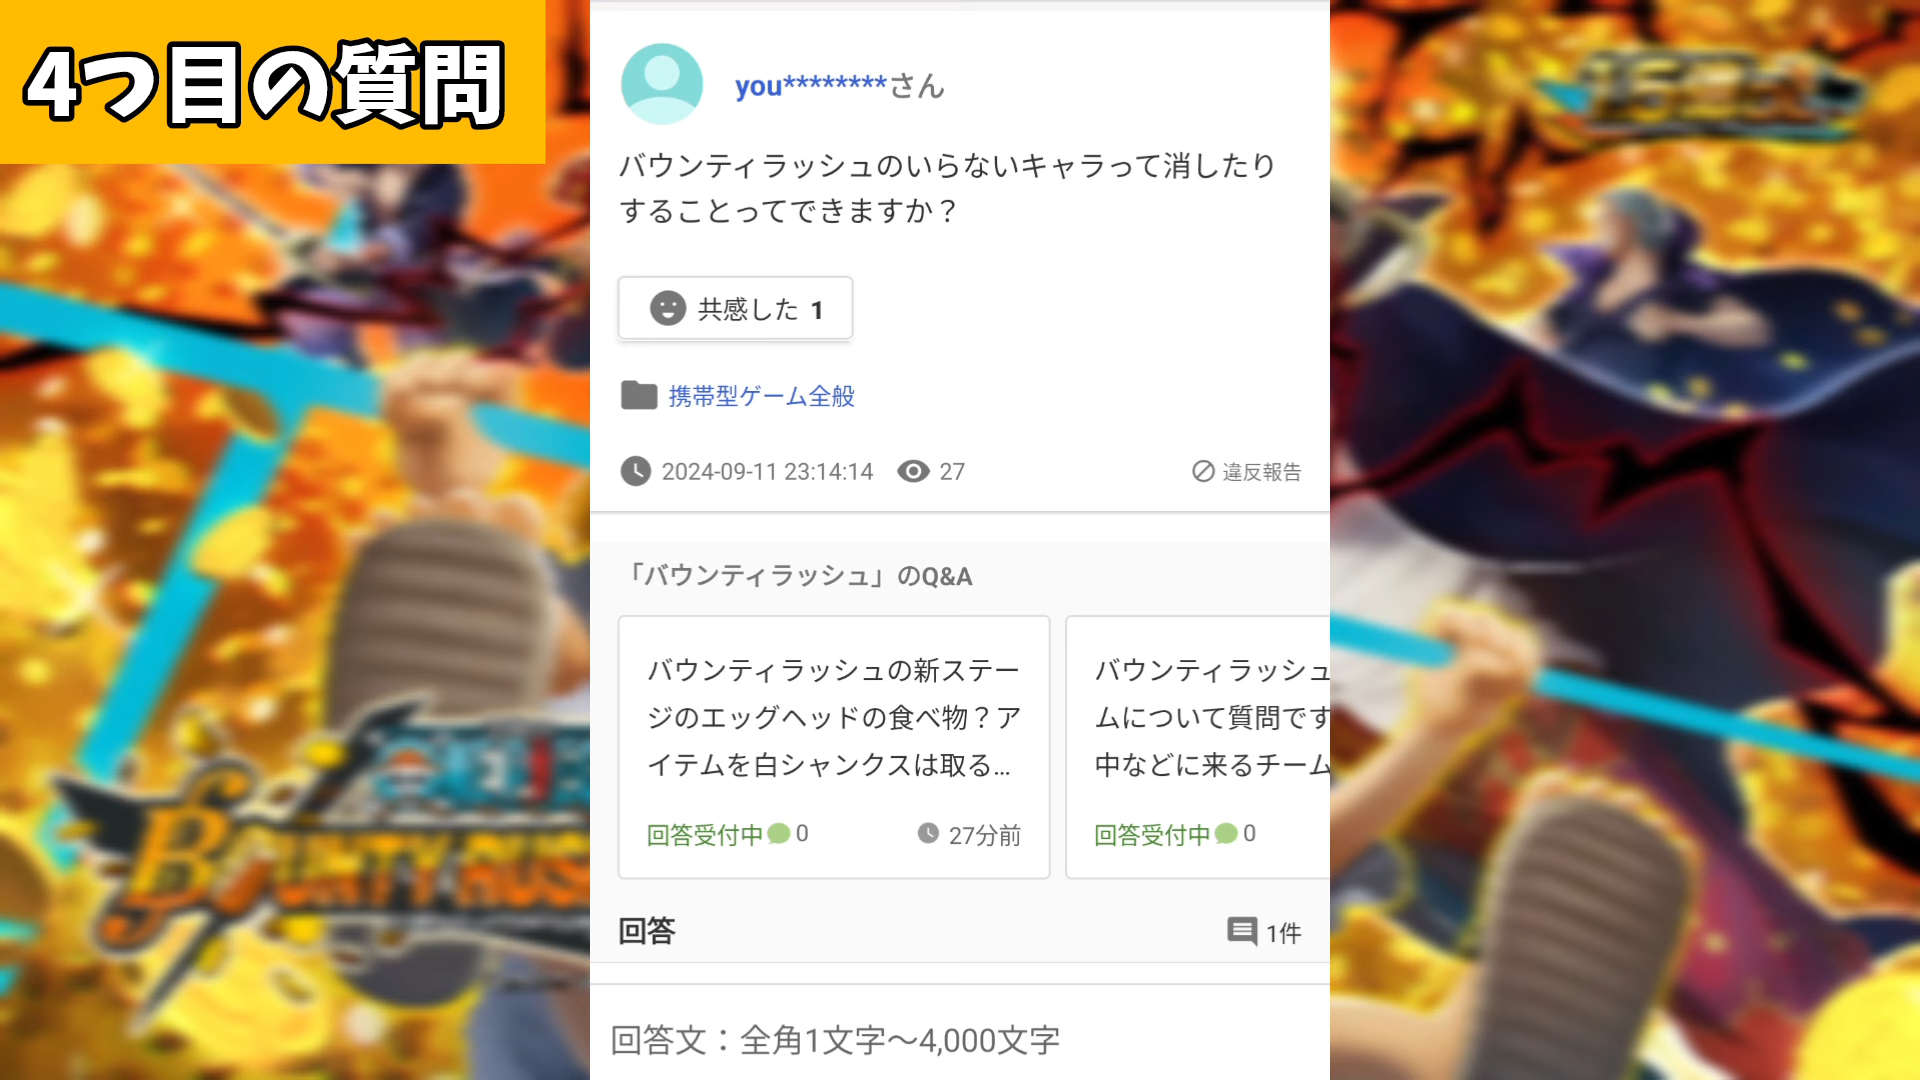 4つ目の質問
you********さん
バウンティラッシュのいらないキャラって消したり
することってできますか？
共感した 1
携帯型ゲーム全般
2024-09-11 23:14:14 27 違反報告
「バウンティラッシュ」のQ&A
バウンティラッシュの新ステー
ジのエッグヘッドの食べ物？ア
イテムを白シャンクスは取る...
回答受付中 0 27分前
バウンティラッシュ
ムについて質問です
中などに来るチーム
回答受付中 0
回答 1件
回答文：全角1文字〜4,000文字
BOUNTY RUS